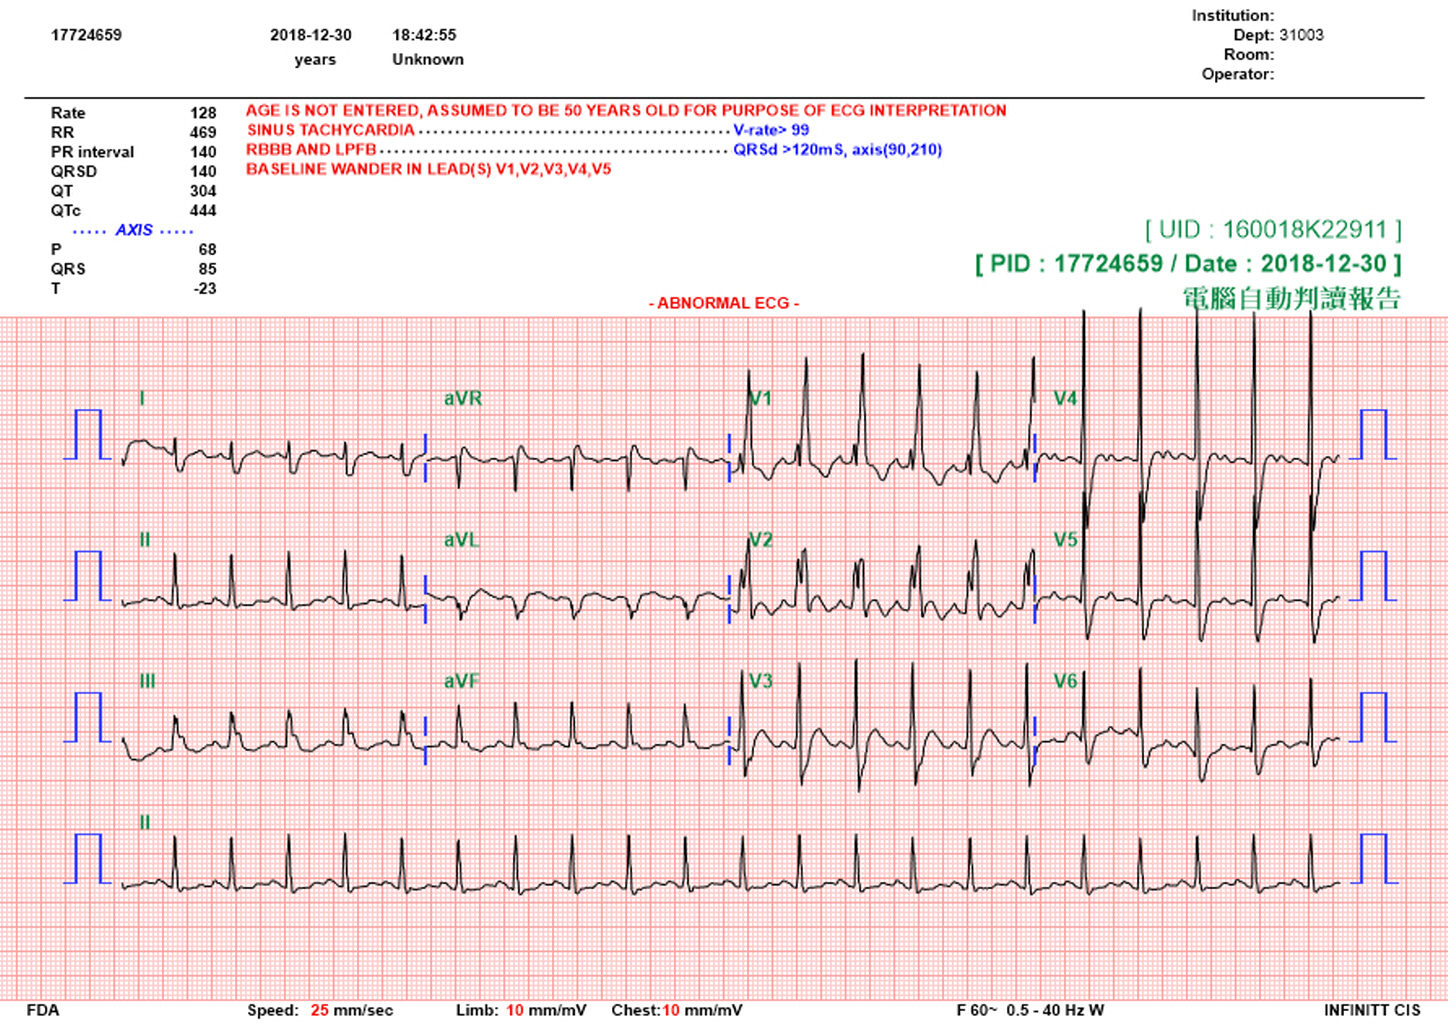 Institution:
17724659 2018-12-30 18:42:55 Dept: 31003
years Unknown Room:
Operator:
Rate 128 AGE IS NOT ENTERED, ASSUMED TO BE 50 YEARS OLD FOR PURPOSE OF ECG INTERPRETATION
RR 469 SINUS TACHYCARDIA ........................................ V-rate> 99
PR interval 140 RBBB AND LPFB ........................................ QRSd >120mS, axis(90,210)
QRSD 140 BASELINE WANDER IN LEAD(S) V1,V2,V3,V4,V5
QT 304
QTc 444
..... AXIS .....
[ UID : 160018K22911 ]
P 68
[ PID : 17724659 / Date : 2018-12-30 ]
QRS 85
T -23
電腦自動判讀報告
- ABNORMAL ECG -
I aVR V1 V4
II aVL V2 V5
III aVF V3 V6
II
FDA Speed: 25 mm/sec Limb: 10 mm/mV Chest:10 mm/mV F 60~ 0.5 - 40 Hz W INFINITT CIS